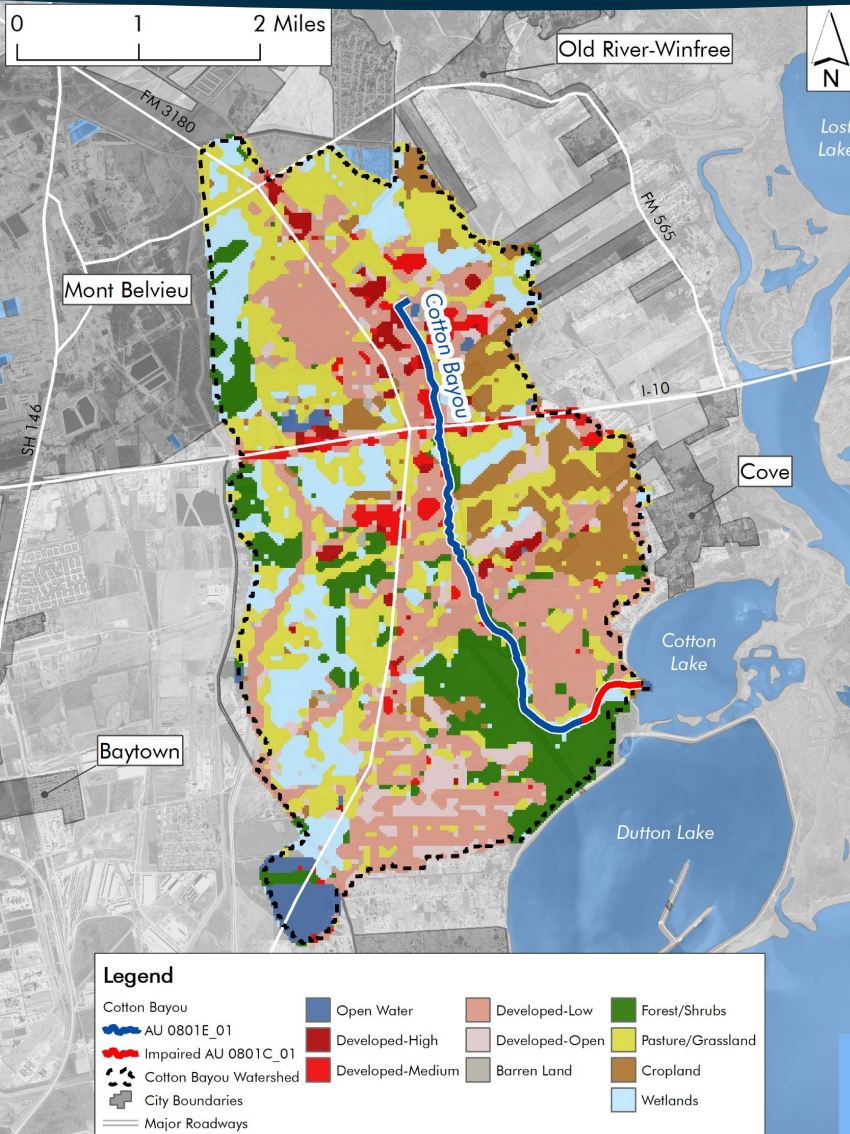 0 1 2 Miles
N
Old River-Winfree
FM 3180
Lost
Lake
FM 565
Mont Belvieu
Cotton Bayou
I-10
SH 146
Cove
Cotton
Lake
Baytown
Dutton Lake
Legend
Cotton Bayou
AU 0801E_01
Impaired AU 0801C_01
Cotton Bayou Watershed
City Boundaries
Major Roadways
Open Water
Developed-High
Developed-Medium
Developed-Low
Developed-Open
Barren Land
Forest/Shrubs
Pasture/Grassland
Cropland
Wetlands